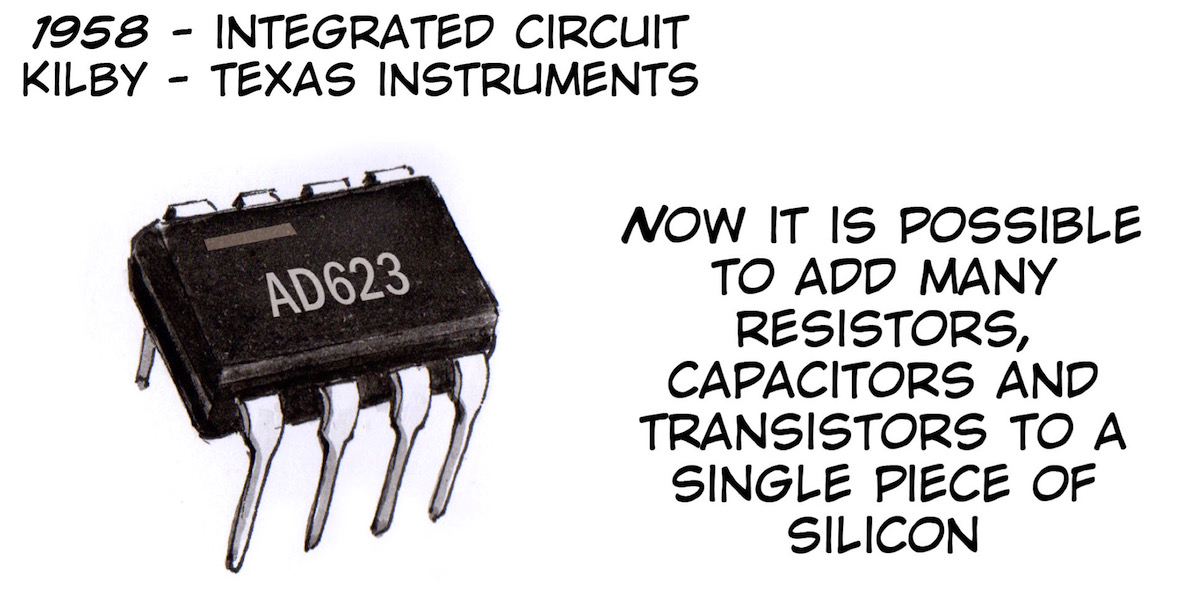 1958 - INTEGRATED CIRCUIT
KILBY - TEXAS INSTRUMENTS
AD623
NOW IT IS POSSIBLE
TO ADD MANY
RESISTORS,
CAPACITORS AND
TRANSISTORS TO A
SINGLE PIECE OF
SILICON